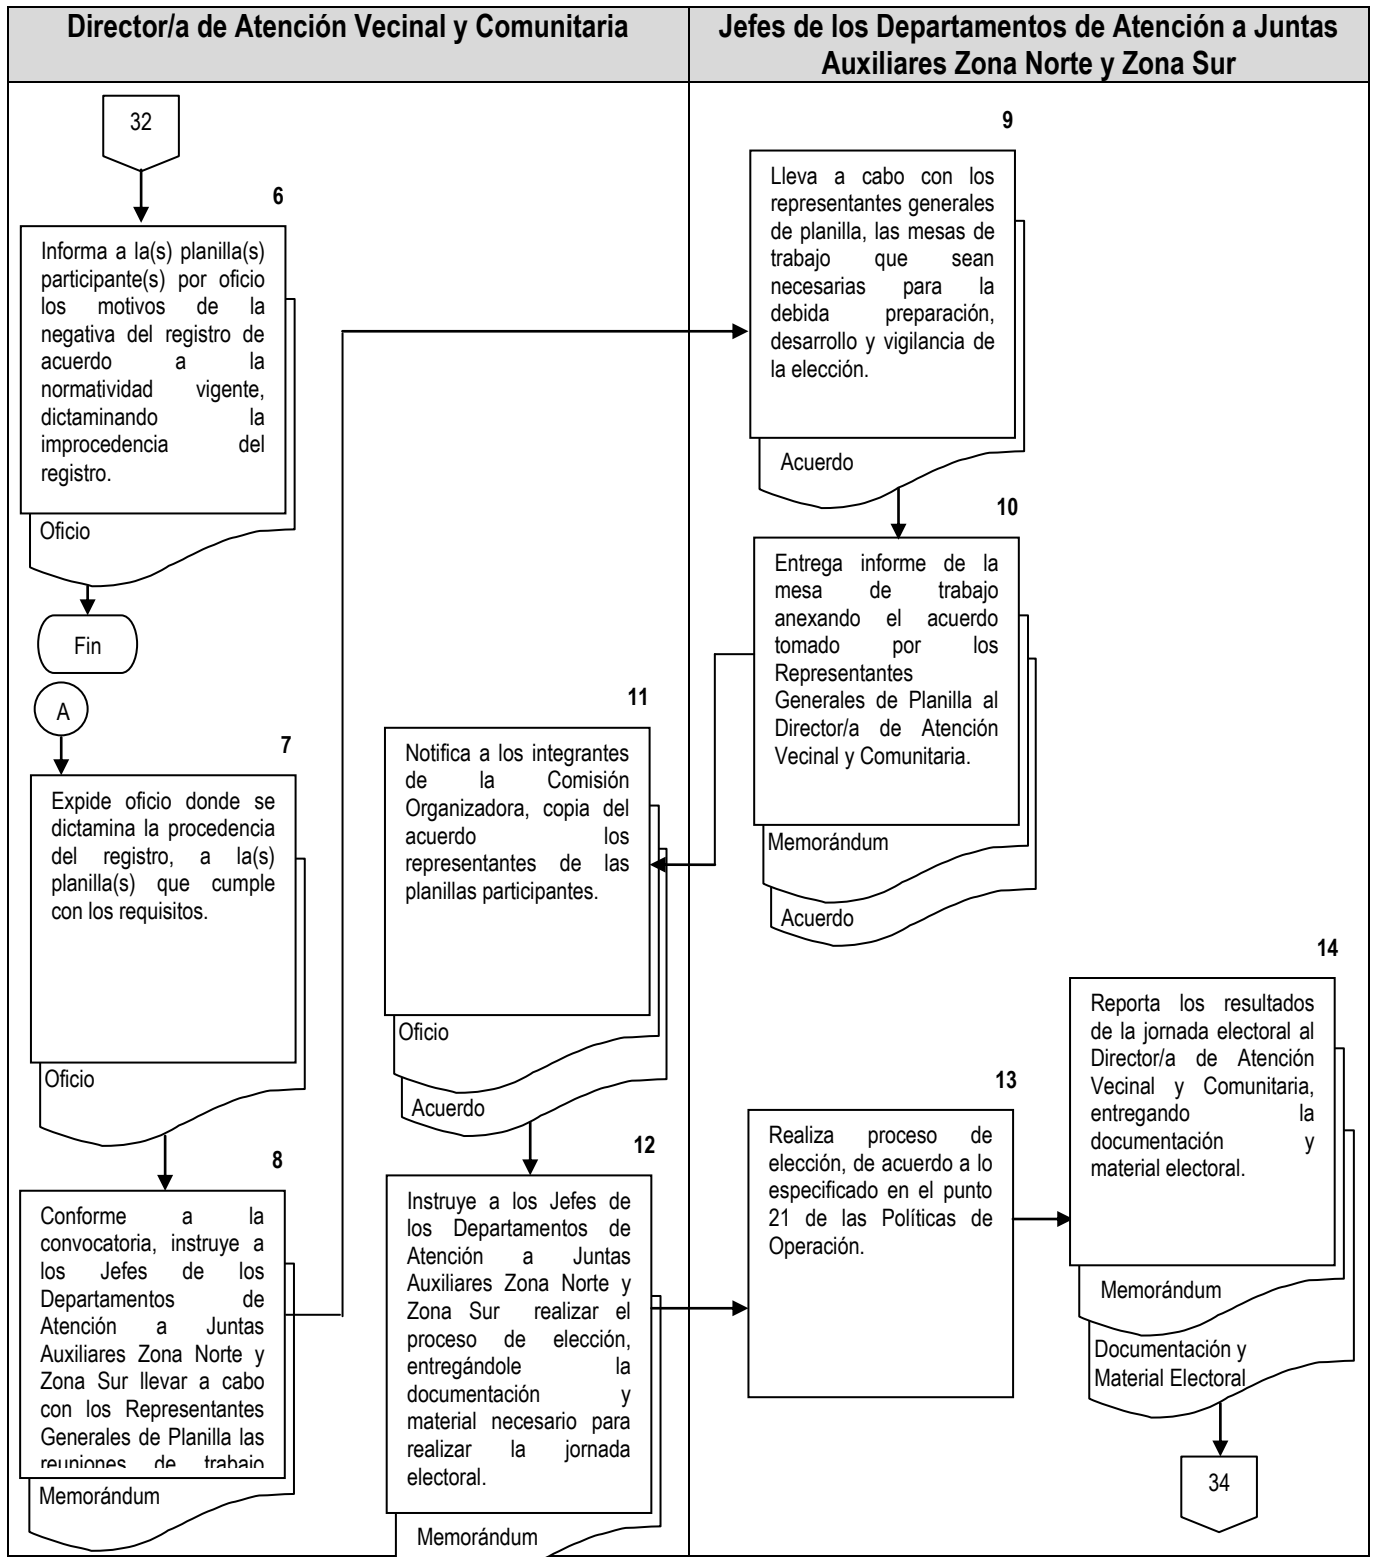 Director/a de Atención Vecinal y Comunitaria
Jefes de los Departamentos de Atención a Juntas
Auxiliares Zona Norte y Zona Sur
32
6
Informa a la(s) planilla(s)
participante(s) por oficio
los motivos de la
negativa del registro de
acuerdo a la
normatividad vigente,
dictaminando la
improcedencia del
registro.
Oficio
Fin
A
7
Expide oficio donde se
dictamina la procedencia
del registro, a la(s)
planilla(s) que cumple
con los requisitos.
Oficio
8
Conforme a la
convocatoria, instruye a
los Jefes de los
Departamentos de
Atención a Juntas
Auxiliares Zona Norte y
Zona Sur llevar a cabo
con los Representantes
Generales de Planilla las
reuniones de trabajo
Memorándum
9
Lleva a cabo con los
representantes generales
de planilla, las mesas de
trabajo que sean
necesarias para la
debida preparación,
desarrollo y vigilancia de
la elección.
Acuerdo
10
Entrega informe de la
mesa de trabajo
anexando el acuerdo
tomado por los
Representantes
Generales de Planilla al
Director/a de Atención
Vecinal y Comunitaria.
Memorándum
Acuerdo
11
Notifica a los integrantes
de la Comisión
Organizadora, copia del
acuerdo los
representantes de las
planillas participantes.
Oficio
Acuerdo
12
Instruye a los Jefes de
los Departamentos de
Atención a Juntas
Auxiliares Zona Norte y
Zona Sur realizar el
proceso de elección,
entregándole la
documentación y
material necesario para
realizar la jornada
electoral.
Memorándum
13
Realiza proceso de
elección, de acuerdo a lo
especificado en el punto
21 de las Políticas de
Operación.
14
Reporta los resultados
de la jornada electoral al
Director/a de Atención
Vecinal y Comunitaria,
entregando la
documentación y
material electoral.
Memorándum
Documentación y
Material Electoral
34